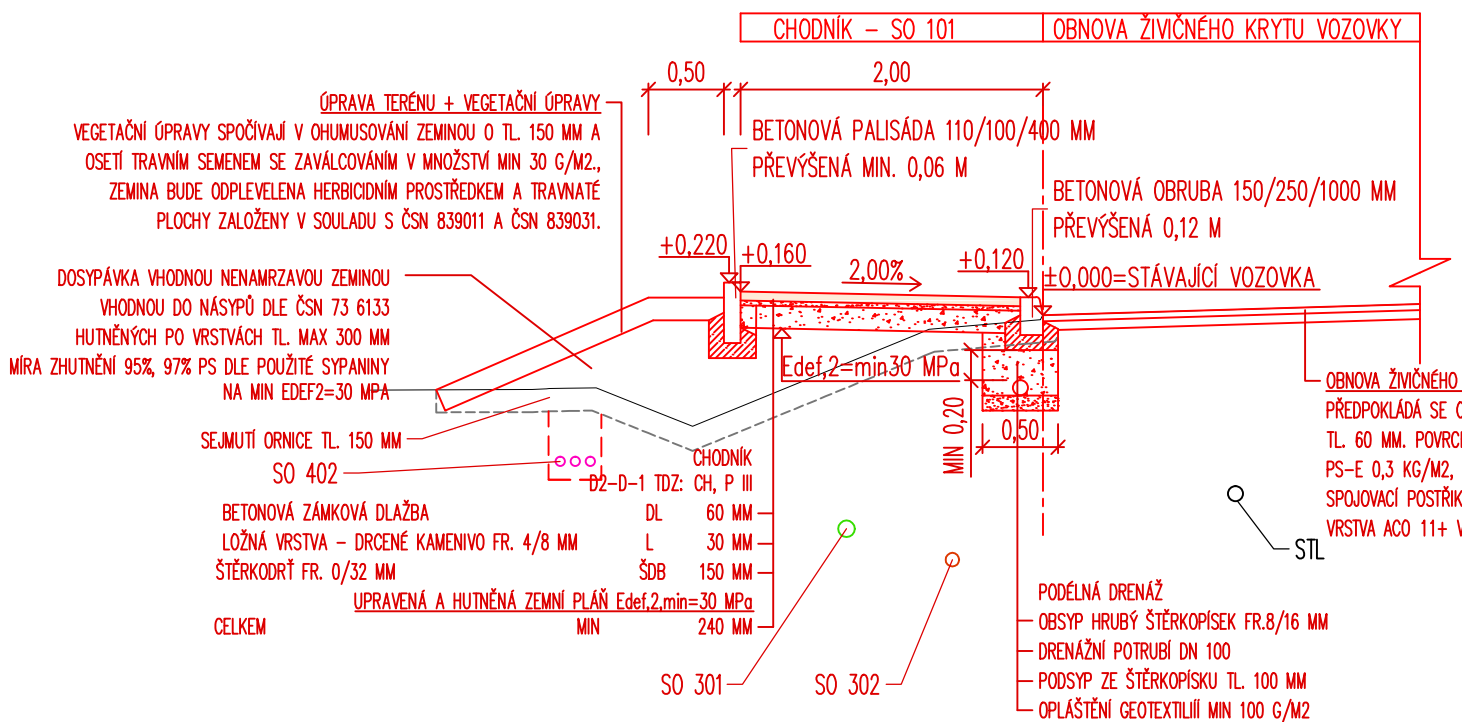 CHODNÍK – SO 101
OBNOVA ŽIVIČNÉHO KRYTU VOZOVKY
0,50
2,00
ÚPRAVA TERÉNU + VEGETAČNÍ ÚPRAVY
VEGETAČNÍ ÚPRAVY SPOČÍVAJÍ V OHUMUSOVÁNÍ ZEMINOU O TL. 150 MM A
OSETÍ TRAVNÍM SEMENEM SE ZAVÁLCOVÁNÍM V MNOŽSTVÍ MIN 30 G/M2.,
ZEMINA BUDE ODPLEVELENA HERBICIDNÍM PROSTŘEDKEM A TRAVNATÉ
PLOCHY ZALOŽENY V SOULADU S ČSN 839011 A ČSN 839031.
BETONOVÁ PALISÁDA 110/100/400 MM
PŘEVÝŠENÁ MIN. 0,06 M
BETONOVÁ OBRUBA 150/250/1000 MM
PŘEVÝŠENÁ 0,12 M
+0,220
+0,160
2,00%
+0,120
±0,000=STÁVAJÍCÍ VOZOVKA
DOSYPÁVKA VHODNOU NENAMRZAVOU ZEMINOU
VHODNOU DO NÁSYPŮ DLE ČSN 73 6133
HUTNĚNÝCH PO VRSTVÁCH TL. MAX 300 MM
MÍRA ZHUTNĚNÍ 95%, 97% PS DLE POUŽITÉ SYPANINY
NA MIN EDEF2=30 MPA
Edef,2=min30 MPa
MIN 0,20
0,50
SEJMUTÍ ORNICE TL. 150 MM
SO 402
CHODNÍK
D2-D-1 TDZ: CH, P III
BETONOVÁ ZÁMKOVÁ DLAŽBA DL 60 MM
LOŽNÁ VRSTVA – DRCENÉ KAMENIVO FR. 4/8 MM L 30 MM
ŠTĚRKODRŤ FR. 0/32 MM ŠDB 150 MM
UPRAVENÁ A HUTNĚNÁ ZEMNÍ PLÁŇ Edef,2,min=30 MPa
CELKEM MIN 240 MM
SO 301
SO 302
OBNOVA ŽIVIČNÉHO
PŘEDPOKLÁDÁ SE
TL. 60 MM.
PS-E 0,3 KG/M2,
SPOJOVACÍ
VRSTVA ACO 11+
STL
PODÉLNÁ DRENÁŽ
OBSYP HRUBÝ ŠTĚRKOPÍSEK FR.8/16 MM
DRENÁŽNÍ POTRUBÍ DN 100
PODSYP ZE ŠTĚRKOPÍSKU TL. 100 MM
OPLÁŠTĚNÍ GEOTEXTILIÍ MIN 100 G/M2